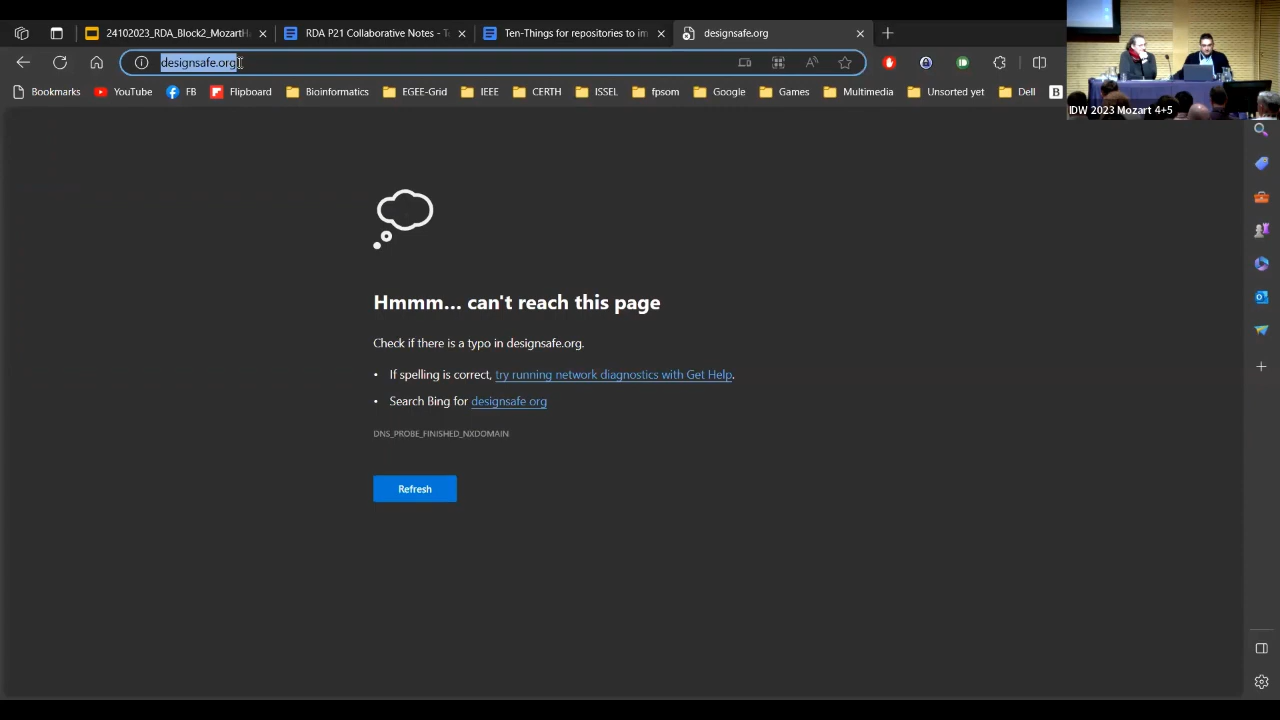 24102023_RDA_Block2_MozartH
RDA P21 Collaborative Notes - T
Ten-Things for repositories to im
designsafe.org
designsafe.org
Bookmarks
YouTube
FB
Flipboard
Bioinformatics
EGEE-Grid
IEEE
CERTH
ISSEL
fpsom
Google
Games
Multimedia
Unsorted yet
Dell
B
IDW 2023 Mozart 4+5
Hmmm... can't reach this page
Check if there is a typo in designsafe.org.
• If spelling is correct, try running network diagnostics with Get Help.
• Search Bing for designsafe org
DNS_PROBE_FINISHED_NXDOMAIN
Refresh